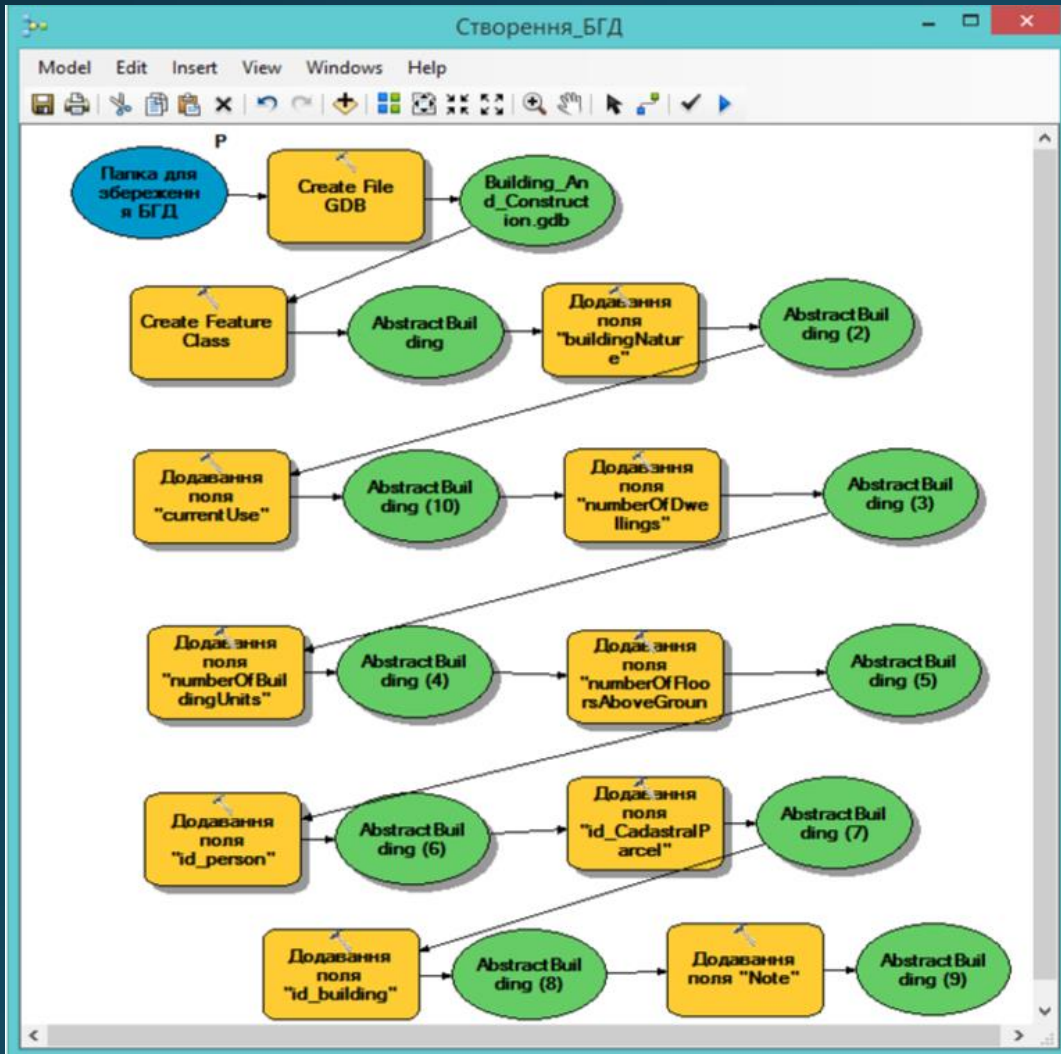 Створення_БГД
Model Edit Insert View Windows Help
P
Папка для
збереженн
я БГД
Create File
GDB
Building_An
d_Construct
ion.gdb
Create Feature
Class
AbstractBuil
ding
Додавання
поля
"buildingNatur
e"
AbstractBuil
ding (2)
Додавання
поля
"currentUse"
AbstractBuil
ding (10)
Додавання
поля
"numberOfDwe
llings"
AbstractBuil
ding (3)
Додавання
поля
"numberOfBuil
dingUnits"
AbstractBuil
ding (4)
Додавання
поля
"numberOfFloo
rsAboveGroun
AbstractBuil
ding (5)
Додавання
поля
"id_person"
AbstractBuil
ding (6)
Додавання
поля
"id_CadastralP
arcel"
AbstractBuil
ding (7)
Додавання
поля
"id_building"
AbstractBuil
ding (8)
Додавання
поля "Note"
AbstractBuil
ding (9)